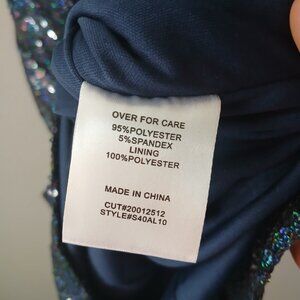 OVER FOR CARE
95%POLYESTER
5%SPANDEX
LINING
100%POLYESTER
MADE IN CHINA
CUT#20012512
STYLE#S40AL10